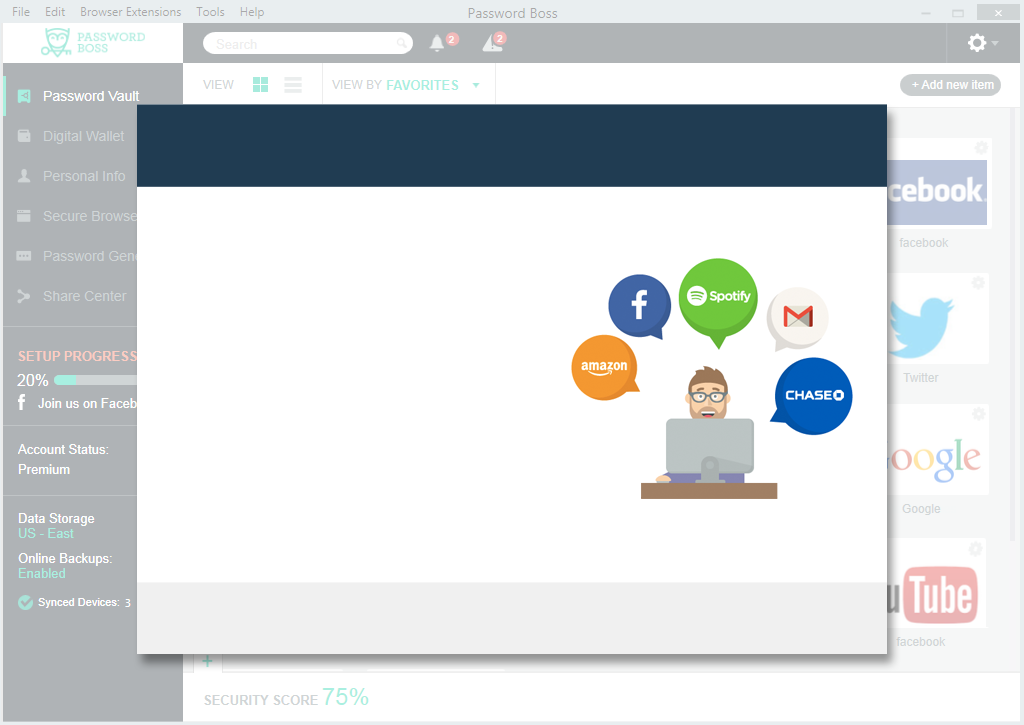 File Edit Browser Extensions Tools Help
Password Boss
PASSWORD
BOSS
Search
2
2
VIEW
VIEW BY FAVORITES
+ Add new item
Password Vault
Digital Wallet
Personal Info
Secure Browse
Password Gen
Share Center
SETUP PROGRESS
20%
Join us on Faceb
Account Status:
Premium
Data Storage
US - East
Online Backups:
Enabled
Synced Devices: 3
Spotify
amazon
CHASE
cebook.
facebook
Twitter
oogle
Google
u Tube
facebook
+
SECURITY SCORE 75%